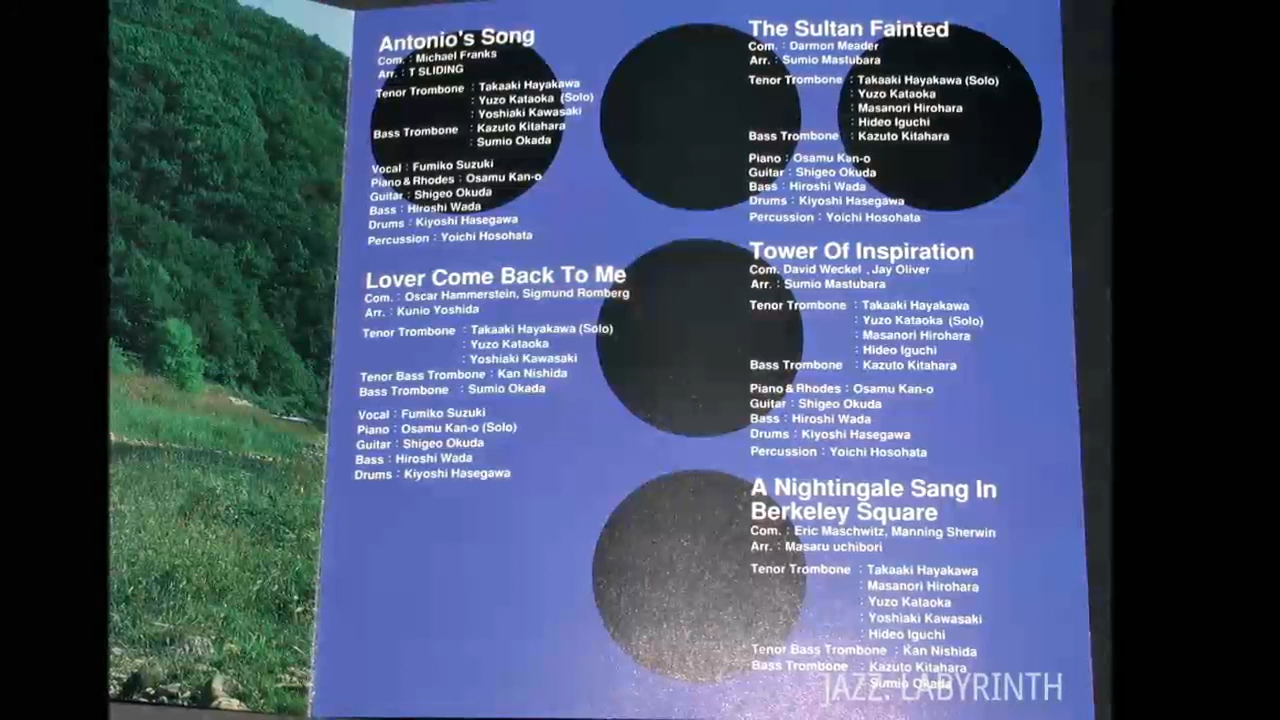 Antonio's Song
Com. : Michael Franks
Arr. : T SLIDING
Tenor Trombone : Takaaki Hayakawa
: Yuzo Kataoka (Solo)
: Yoshiaki Kawasaki
Bass Trombone : Kazuto Kitahara
: Sumio Okada
Vocal : Fumiko Suzuki
Piano & Rhodes : Osamu Kan-o
Guitar : Shigeo Okuda
Bass : Hiroshi Wada
Drums : Kiyoshi Hasegawa
Percussion : Yoichi Hosohata
Lover Come Back To Me
Com. : Oscar Hammerstein, Sigmund Romberg
Arr. : Kunio Yoshida
Tenor Trombone : Takaaki Hayakawa (Solo)
: Yuzo Kataoka
: Yoshiaki Kawasaki
Tenor Bass Trombone : Kan Nishida
Bass Trombone : Sumio Okada
Vocal : Fumiko Suzuki
Piano : Osamu Kan-o (Solo)
Guitar : Shigeo Okuda
Bass : Hiroshi Wada
Drums : Kiyoshi Hasegawa
The Sultan Fainted
Com. : Darmon Meader
Arr. : Sumio Mastubara
Tenor Trombone : Takaaki Hayakawa (Solo)
: Yuzo Kataoka
: Masanori Hirohara
: Hideo Iguchi
Bass Trombone : Kazuto Kitahara
Piano : Osamu Kan-o
Guitar : Shigeo Okuda
Bass : Hiroshi Wada
Drums : Kiyoshi Hasegawa
Percussion : Yoichi Hosohata
Tower Of Inspiration
Com. David Weckel , Jay Oliver
Arr. : Sumio Mastubara
Tenor Trombone : Takaaki Hayakawa
: Yuzo Kataoka (Solo)
: Masanori Hirohara
: Hideo Iguchi
Bass Trombone : Kazuto Kitahara
Piano & Rhodes : Osamu Kan-o
Guitar : Shigeo Okuda
Bass : Hiroshi Wada
Drums : Kiyoshi Hasegawa
Percussion : Yoichi Hosohata
A Nightingale Sang In
Berkeley Square
Com. : Eric Maschwitz, Manning Sherwin
Arr. : Masaru uchibori
Tenor Trombone : Takaaki Hayakawa
: Masanori Hirohara
: Yuzo Kataoka
: Yoshiaki Kawasaki
: Hideo Iguchi
Tenor Bass Trombone : Kan Nishida
Bass Trombone : Kazuto Kitahara
: Sumio Okada
JAZZ. LABYRINTH